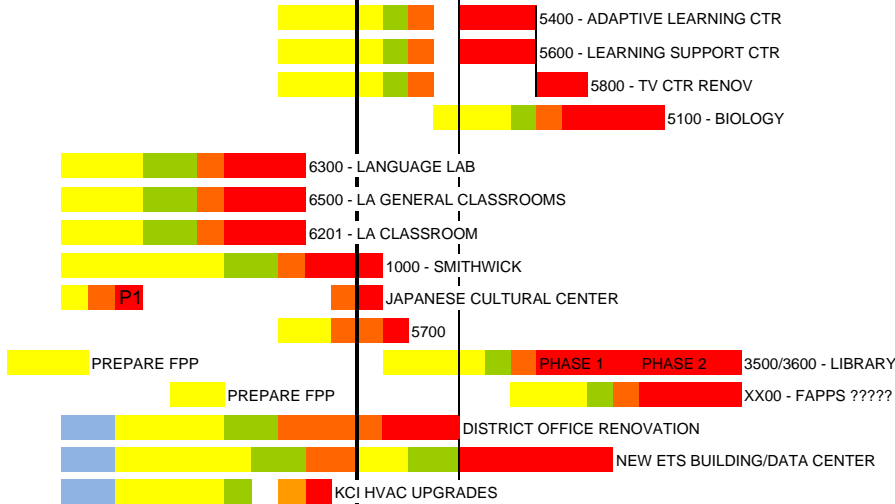 5400 - ADAPTIVE LEARNING CTR
5600 - LEARNING SUPPORT CTR
5800 - TV CTR RENOV
5100 - BIOLOGY
6300 - LANGUAGE LAB
6500 - LA GENERAL CLASSROOMS
6201 - LA CLASSROOM
1000 - SMITHWICK
P1 JAPANESE CULTURAL CENTER
5700
PREPARE FPP PHASE 1 PHASE 2 3500/3600 - LIBRARY
PREPARE FPP XX00 - FAPPS ?????
DISTRICT OFFICE RENOVATION
NEW ETS BUILDING/DATA CENTER
KCI HVAC UPGRADES